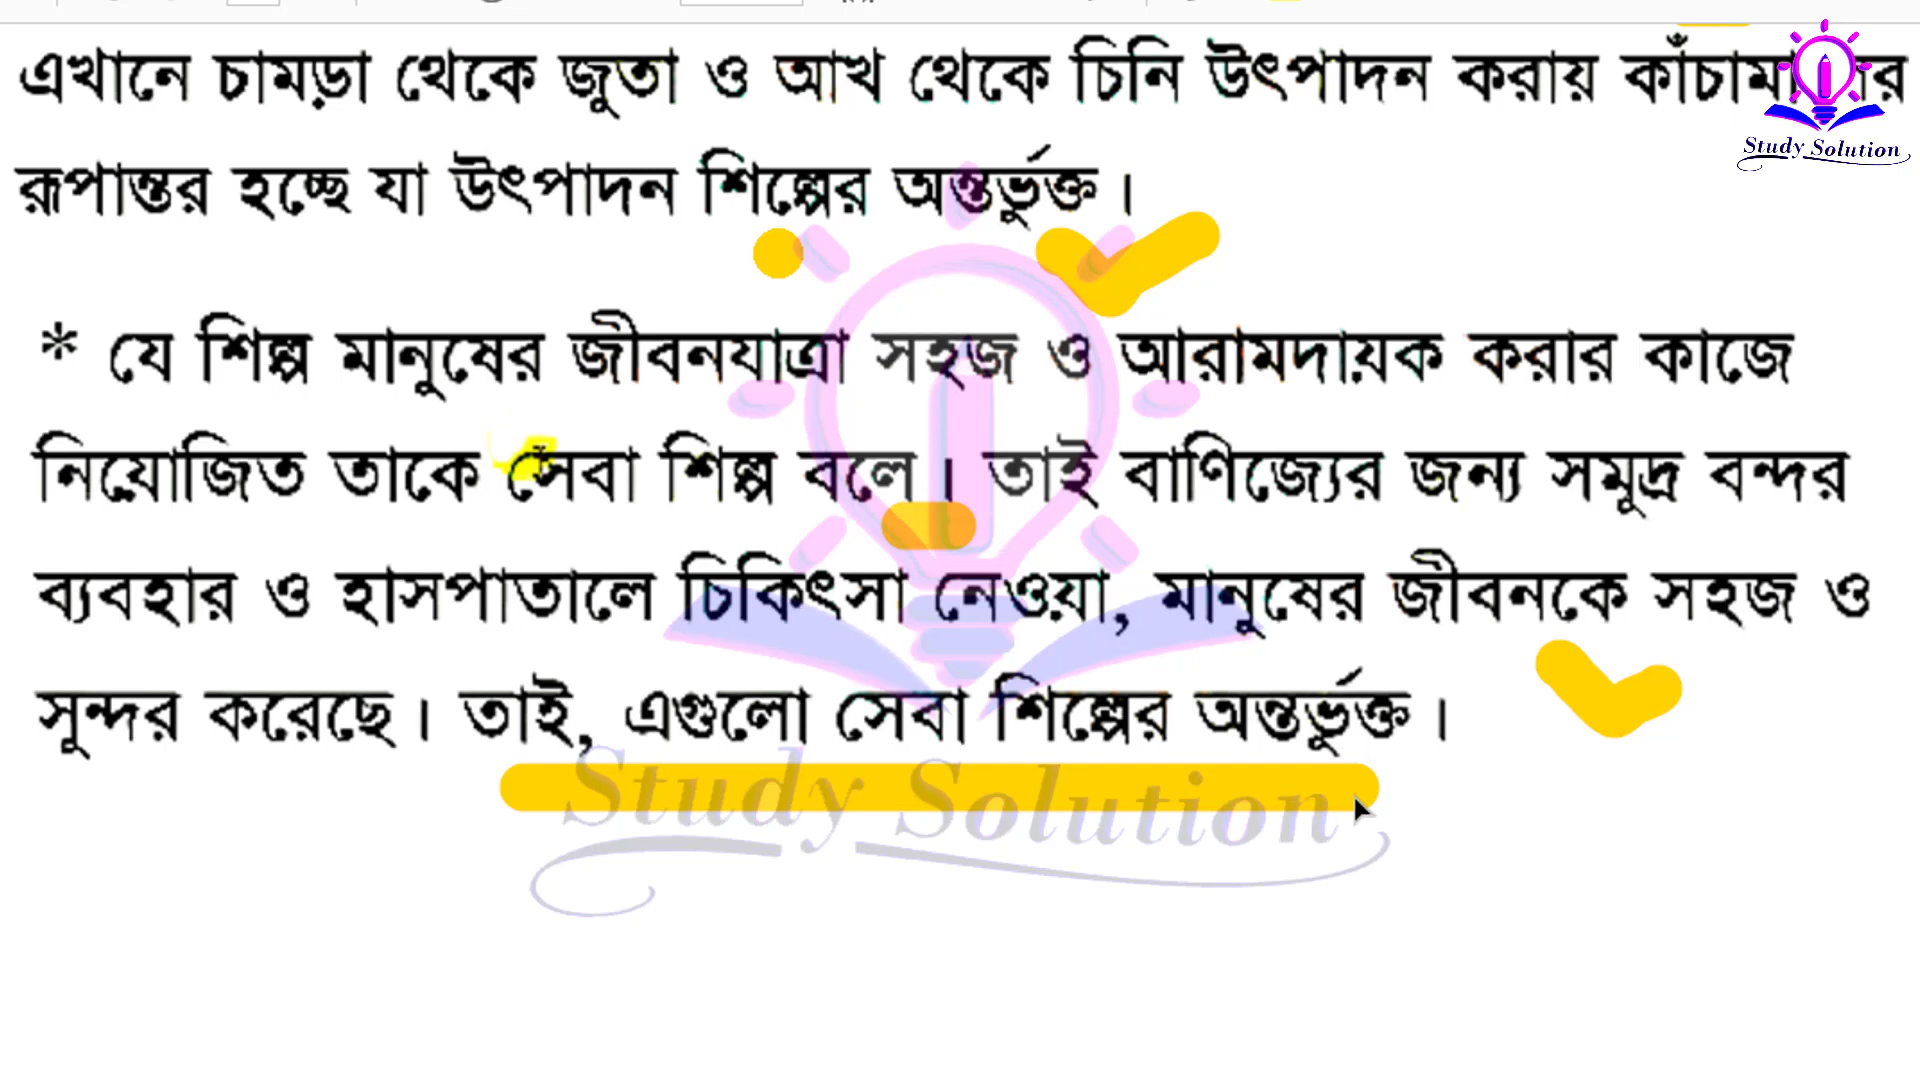 এখানে চামড়া থেকে জুতা ও আখ থেকে চিনি উৎপাদন করায়
রূপান্তর হচ্ছে যা উৎপাদন শিল্পের অন্তর্ভুক্ত।
* যে শিল্প মানুষের জীবনযাত্রা সহজ ও আরামদায়ক করার কাজে
নিয়োজিত তাকে সেবা শিল্প বলে। তাই বাণিজ্যের জন্য সমুদ্র বন্দর
ব্যবহার ও হাসপাতালে চিকিৎসা নেওয়া, মানুষের জীবনকে সহজ ও
সুন্দর করেছে। তাই, এগুলো সেবা শিল্পের অন্তর্ভুক্ত।
Study Solution
Study Solution